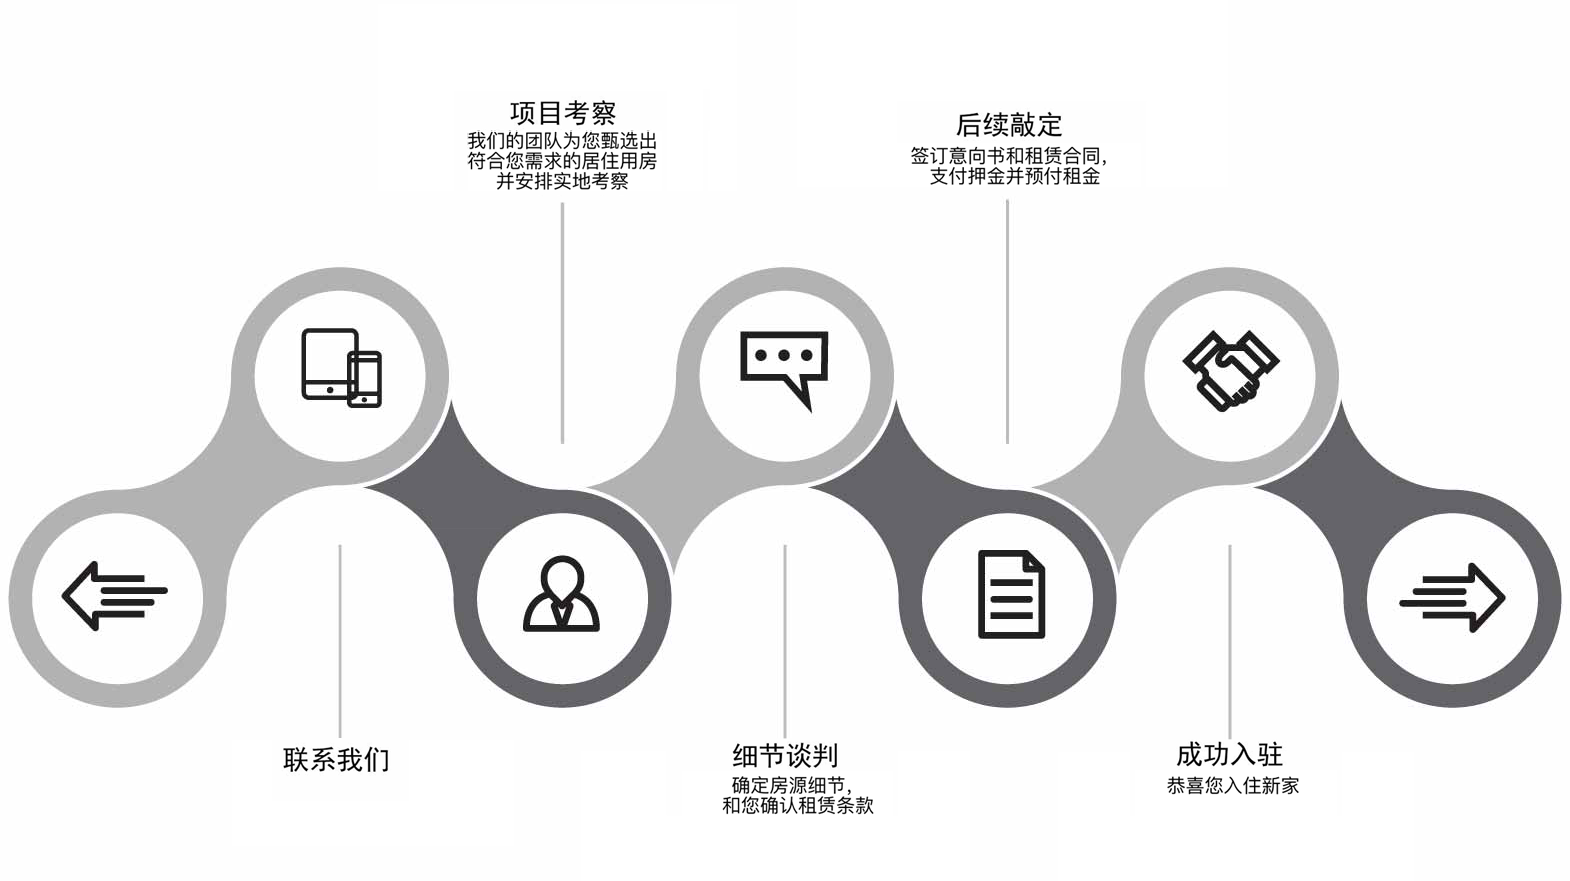 联系我们
项目考察
我们的团队为您甄选出
符合您需求的居住用房
并安排实地考察
细节谈判
确定房源细节，
和您确认租赁条款
后续敲定
签订意向书和租赁合同，
支付押金并预付租金
成功入驻
恭喜您入住新家